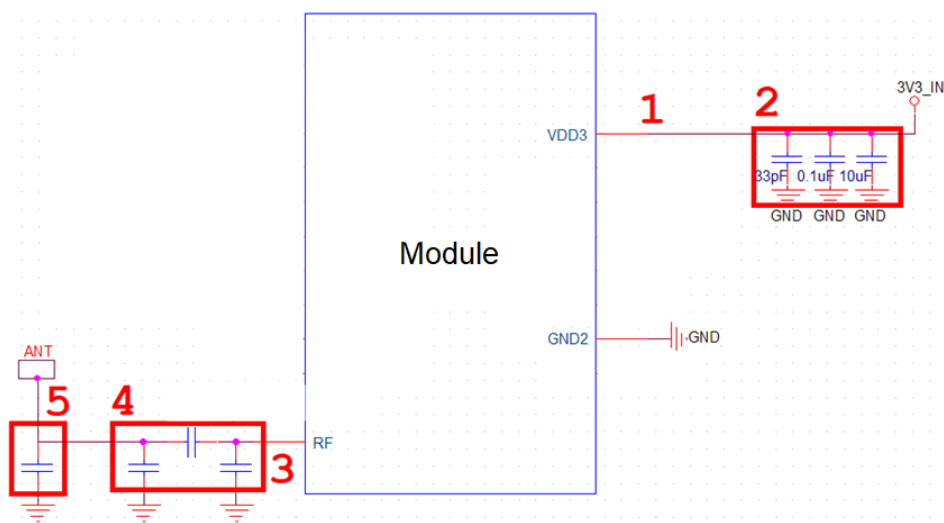 3V3_IN
1
2
VDD3
33pF 0.1uF 10uF
GND GND GND
Module
GND2
GND
ANT
5
4
RF
3